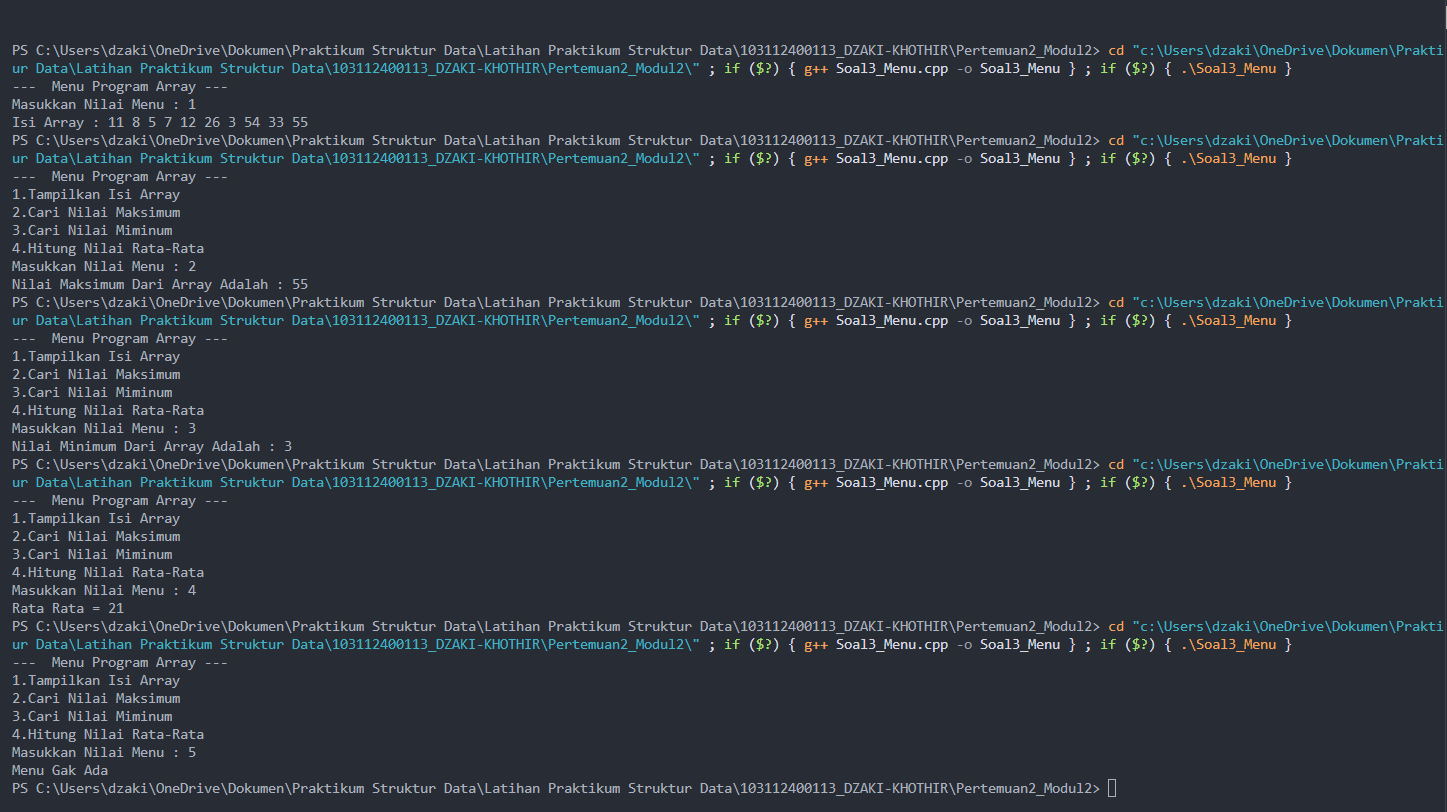 PS C:\Users\dzaki\OneDrive\Dokumen\Praktikum Struktur Data\Latihan Praktikum Struktur Data\103112400113_DZAKI-KHOTHIR\Pertemuan2_Modul2> cd "c:\Users\dzaki\OneDrive\Dokumen\Prakti
ur Data\Latihan Praktikum Struktur Data\103112400113_DZAKI-KHOTHIR\Pertemuan2_Modul2\" ; if ($?) { g++ Soal3_Menu.cpp -o Soal3_Menu } ; if ($?) { .\Soal3_Menu }
---  Menu Program Array ---
Masukkan Nilai Menu : 1
Isi Array : 11 8 5 7 12 26 3 54 33 55
PS C:\Users\dzaki\OneDrive\Dokumen\Praktikum Struktur Data\Latihan Praktikum Struktur Data\103112400113_DZAKI-KHOTHIR\Pertemuan2_Modul2> cd "c:\Users\dzaki\OneDrive\Dokumen\Prakti
ur Data\Latihan Praktikum Struktur Data\103112400113_DZAKI-KHOTHIR\Pertemuan2_Modul2\" ; if ($?) { g++ Soal3_Menu.cpp -o Soal3_Menu } ; if ($?) { .\Soal3_Menu }
---  Menu Program Array ---
1.Tampilkan Isi Array
2.Cari Nilai Maksimum
3.Cari Nilai Miminum
4.Hitung Nilai Rata-Rata
Masukkan Nilai Menu : 2
Nilai Maksimum Dari Array Adalah : 55
PS C:\Users\dzaki\OneDrive\Dokumen\Praktikum Struktur Data\Latihan Praktikum Struktur Data\103112400113_DZAKI-KHOTHIR\Pertemuan2_Modul2> cd "c:\Users\dzaki\OneDrive\Dokumen\Prakti
ur Data\Latihan Praktikum Struktur Data\103112400113_DZAKI-KHOTHIR\Pertemuan2_Modul2\" ; if ($?) { g++ Soal3_Menu.cpp -o Soal3_Menu } ; if ($?) { .\Soal3_Menu }
---  Menu Program Array ---
1.Tampilkan Isi Array
2.Cari Nilai Maksimum
3.Cari Nilai Miminum
4.Hitung Nilai Rata-Rata
Masukkan Nilai Menu : 3
Nilai Minimum Dari Array Adalah : 3
PS C:\Users\dzaki\OneDrive\Dokumen\Praktikum Struktur Data\Latihan Praktikum Struktur Data\103112400113_DZAKI-KHOTHIR\Pertemuan2_Modul2> cd "c:\Users\dzaki\OneDrive\Dokumen\Prakti
ur Data\Latihan Praktikum Struktur Data\103112400113_DZAKI-KHOTHIR\Pertemuan2_Modul2\" ; if ($?) { g++ Soal3_Menu.cpp -o Soal3_Menu } ; if ($?) { .\Soal3_Menu }
---  Menu Program Array ---
1.Tampilkan Isi Array
2.Cari Nilai Maksimum
3.Cari Nilai Miminum
4.Hitung Nilai Rata-Rata
Masukkan Nilai Menu : 4
Rata Rata = 21
PS C:\Users\dzaki\OneDrive\Dokumen\Praktikum Struktur Data\Latihan Praktikum Struktur Data\103112400113_DZAKI-KHOTHIR\Pertemuan2_Modul2> cd "c:\Users\dzaki\OneDrive\Dokumen\Prakti
ur Data\Latihan Praktikum Struktur Data\103112400113_DZAKI-KHOTHIR\Pertemuan2_Modul2\" ; if ($?) { g++ Soal3_Menu.cpp -o Soal3_Menu } ; if ($?) { .\Soal3_Menu }
---  Menu Program Array ---
1.Tampilkan Isi Array
2.Cari Nilai Maksimum
3.Cari Nilai Miminum
4.Hitung Nilai Rata-Rata
Masukkan Nilai Menu : 5
Menu Gak Ada
PS C:\Users\dzaki\OneDrive\Dokumen\Praktikum Struktur Data\Latihan Praktikum Struktur Data\103112400113_DZAKI-KHOTHIR\Pertemuan2_Modul2>